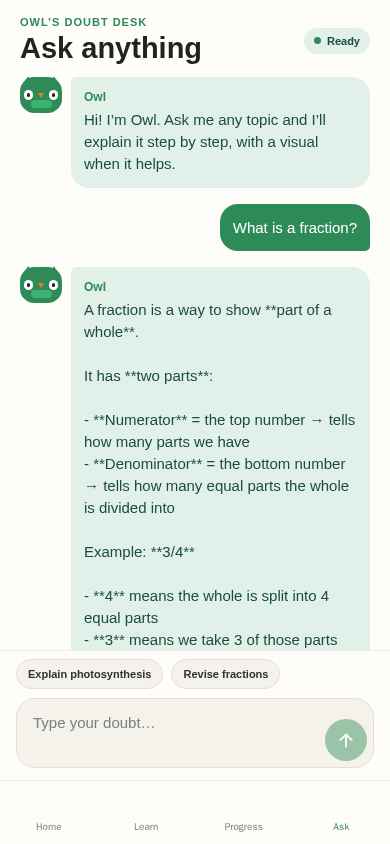 OWL'S DOUBT DESK
Ask anything
Ready
Owl
Hi! I'm Owl. Ask me any topic and I'll
explain it step by step, with a visual
when it helps.
What is a fraction?
Owl
A fraction is a way to show **part of a
whole**.
It has **two parts**:
- **Numerator** = the top number → tells
how many parts we have
- **Denominator** = the bottom number
→ tells how many equal parts the whole
is divided into
Example: **3/4**
- **4** means the whole is split into 4
equal parts
- **3** means we take 3 of those parts
Explain photosynthesis
Revise fractions
Type your doubt…
Home
Learn
Progress
Ask